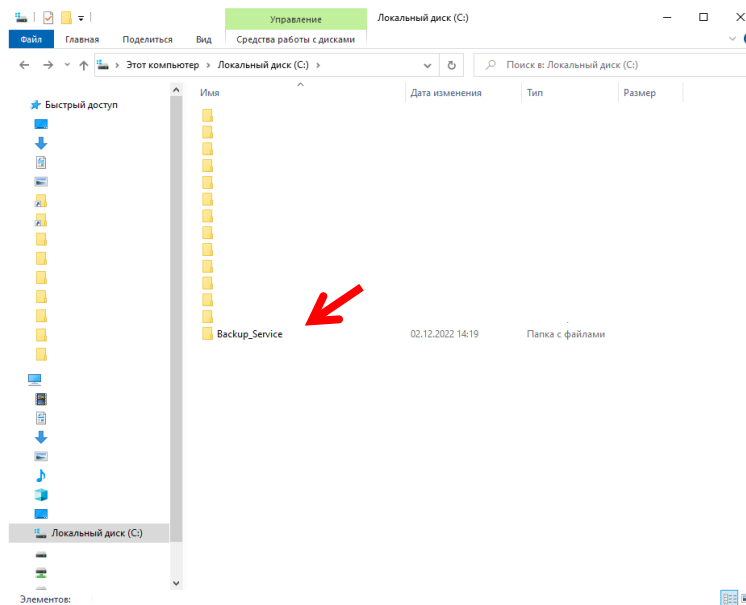 Управление
Локальный диск (C:)
Файл
Главная
Поделиться
Вид
Средства работы с дисками
Этот компьютер
Локальный диск (C:)
Поиск в: Локальный диск (C:)
Имя
Дата изменения
Тип
Размер
Быстрый доступ
Backup_Service
02.12.2022 14:19
Папка с файлами
Локальный диск (C:)
Элементов: